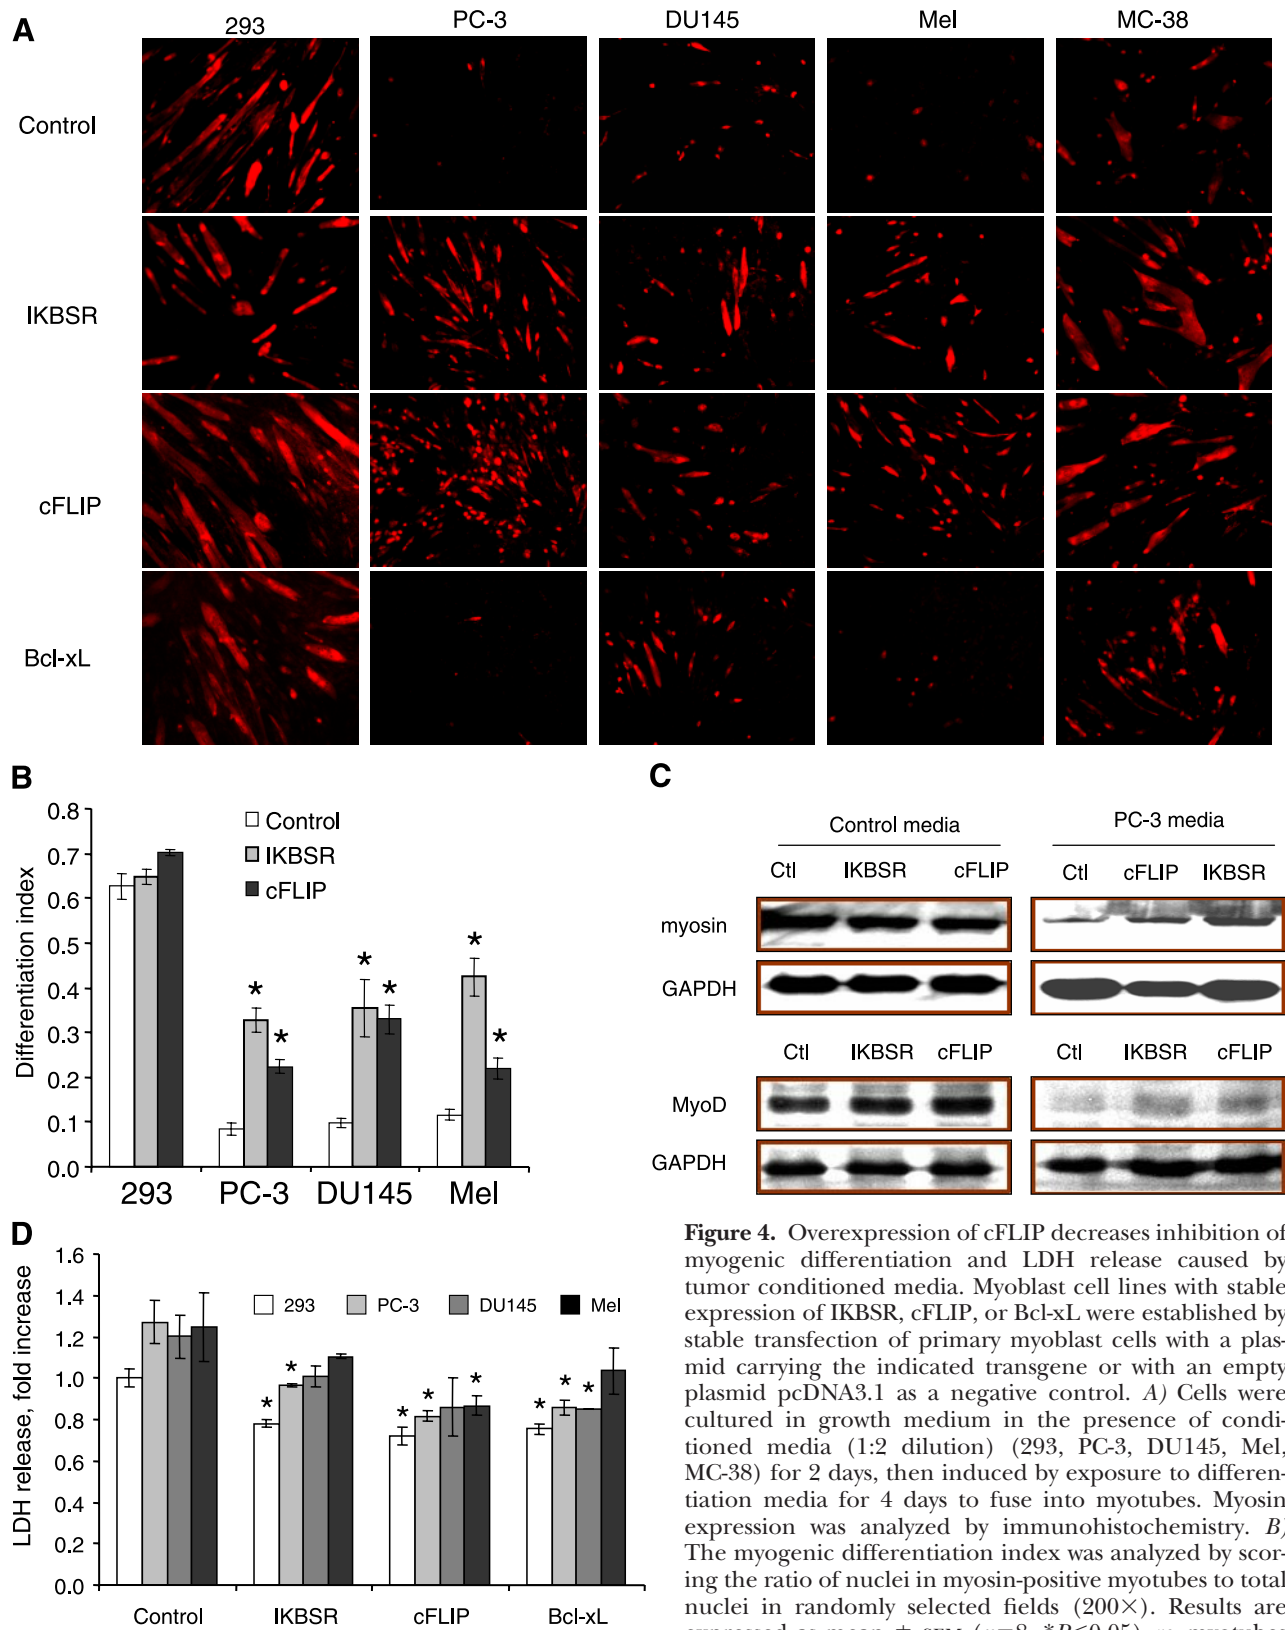 A
293 PC-3 DU145 Mel MC-38
Control
IKBSR
cFLIP
Bcl-xL
B
Differentiation index
0.8
0.7
0.6
0.5
0.4
0.3
0.2
0.1
0.0
Control
IKBSR
cFLIP
* * * * * *
293 PC-3 DU145 Mel
C
Control media PC-3 media
Ctl IKBSR cFLIP Ctl cFLIP IKBSR
myosin
GAPDH
Ctl IKBSR cFLIP Ctl IKBSR cFLIP
MyoD
GAPDH
D
LDH release, fold increase
1.6
1.4
1.2
1.0
0.8
0.6
0.4
0.2
0.0
293 PC-3 DU145 Mel
* * * * * * * *
Control IKBSR cFLIP Bcl-xL
Figure 4. Overexpression of cFLIP decreases inhibition of
myogenic differentiation and LDH release caused by
tumor conditioned media. Myoblast cell lines with stable
expression of IKBSR, cFLIP, or Bcl-xL were established by
stable transfection of primary myoblast cells with a plas-
mid carrying the indicated transgene or with an empty
plasmid pcDNA3.1 as a negative control. A) Cells were
cultured in growth medium in the presence of condi-
tioned media (1:2 dilution) (293, PC-3, DU145, Mel,
MC-38) for 2 days, then induced by exposure to differen-
tiation media for 4 days to fuse into myotubes. Myosin
expression was analyzed by immunohistochemistry. B)
The myogenic differentiation index was analyzed by scor-
ing the ratio of nuclei in myosin-positive myotubes to total
nuclei in randomly selected fields (200×). Results are